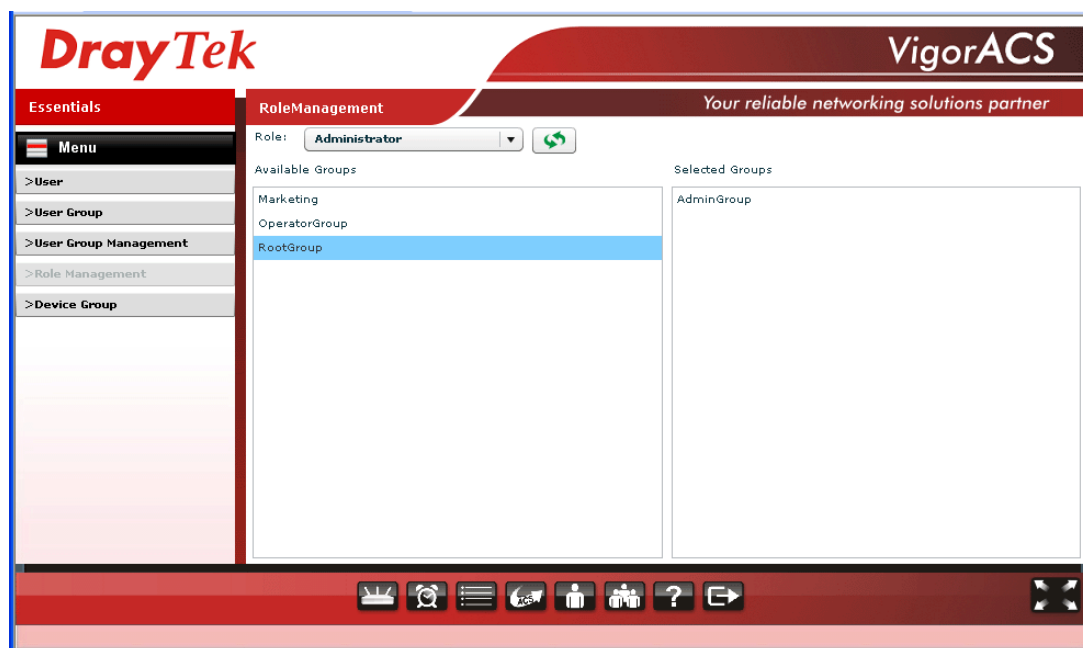 DrayTek
VigorACS
Essentials
RoleManagement
Your reliable networking solutions partner
Menu
Role: Administrator
>User
>User Group
>User Group Management
>Role Management
>Device Group
Available Groups
Marketing
OperatorGroup
RootGroup
Selected Groups
AdminGroup
ACS
?